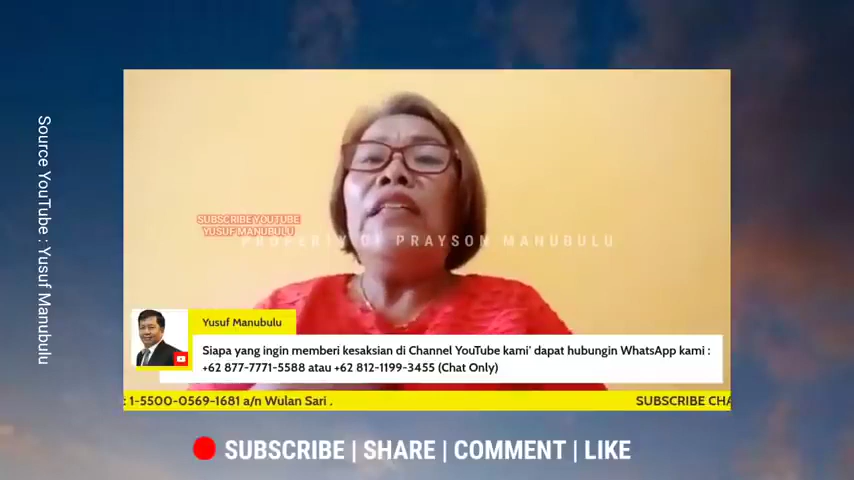 Source YouTube : Yusuf Manubulu
SUBSCRIBE YOUTUBE
YUSUF MANUBULU
PROPERTY OF PRAYSON MANUBULU
Yusuf Manubulu
Siapa yang ingin memberi kesaksian di Channel YouTube kami' dapat hubungin WhatsApp kami :
+62 877-7771-5588 atau +62 812-1199-3455 (Chat Only)
: 1-5500-0569-1681 a/n Wulan Sari . SUBSCRIBE CHA
SUBSCRIBE | SHARE | COMMENT | LIKE